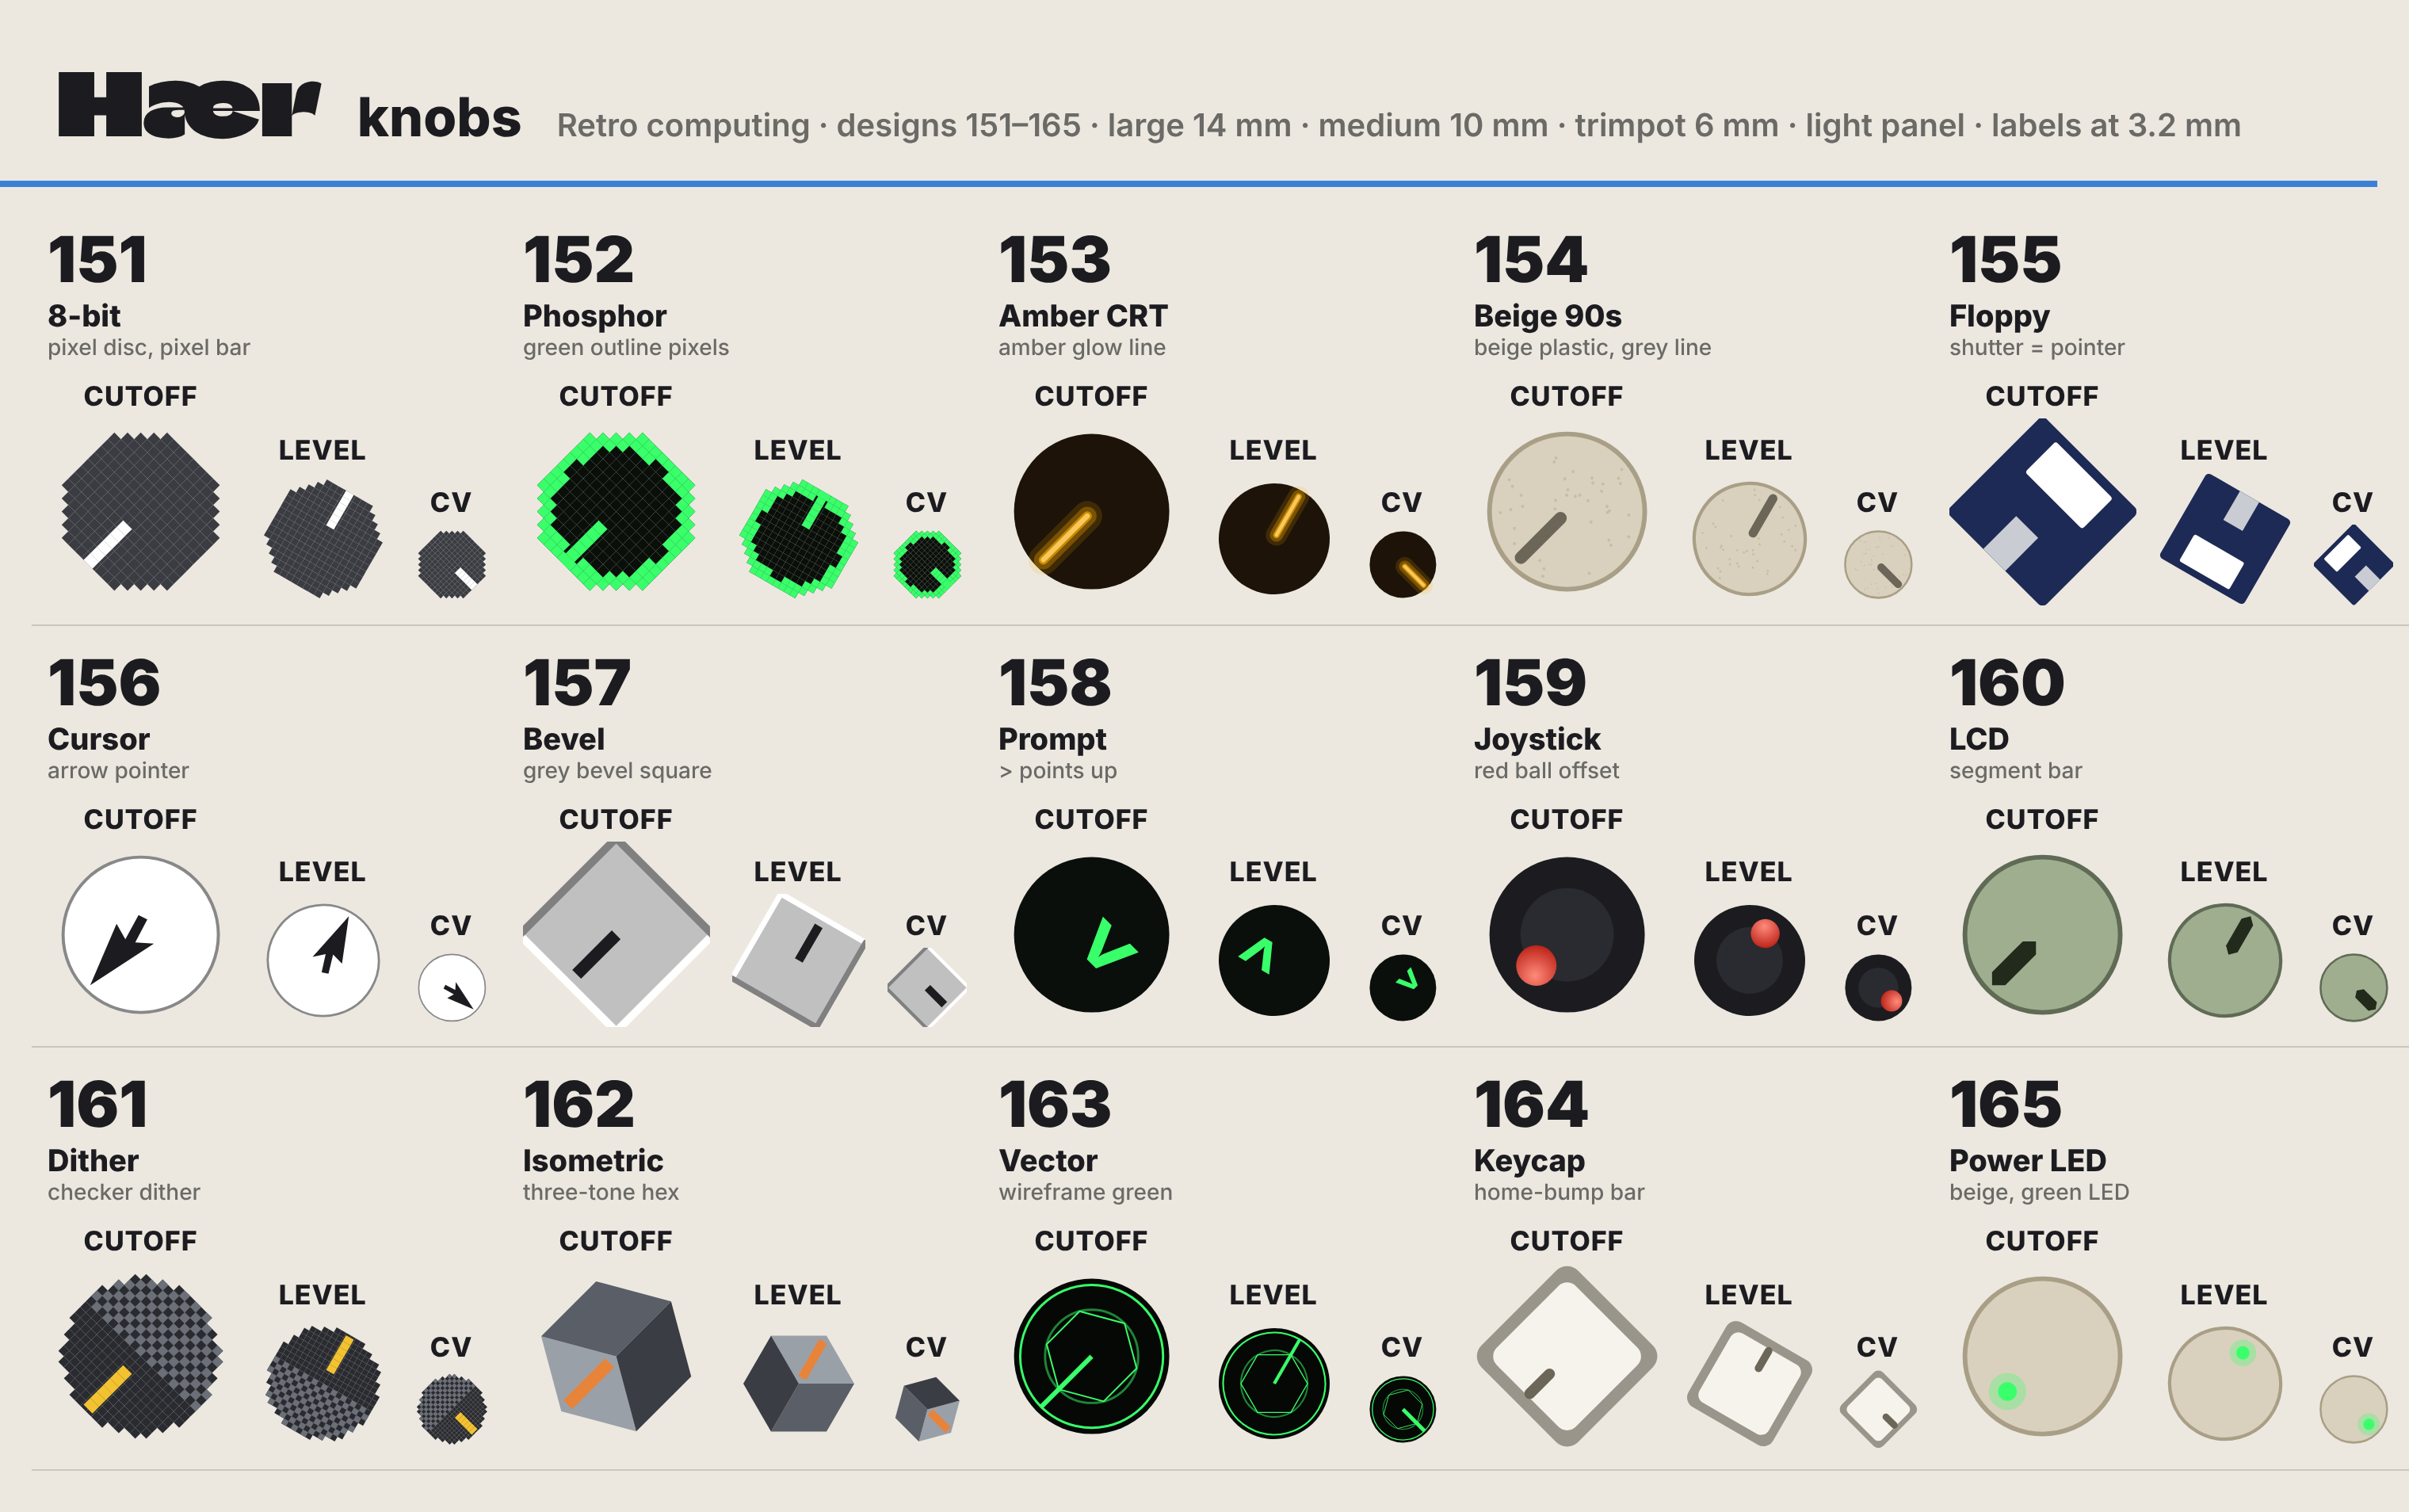 Hær knobs Retro computing · designs 151–165 · large 14 mm · medium 10 mm · trimpot 6 mm · light panel · labels at 3.2 mm
151 152 153 154 155
8-bit Phosphor Amber CRT Beige 90s Floppy
pixel disc, pixel bar green outline pixels amber glow line beige plastic, grey line shutter = pointer
CUTOFF CUTOFF CUTOFF CUTOFF CUTOFF
LEVEL LEVEL LEVEL LEVEL LEVEL
CV CV CV CV CV
156 157 158 159 160
Cursor Bevel Prompt Joystick LCD
arrow pointer grey bevel square > points up red ball offset segment bar
CUTOFF CUTOFF CUTOFF CUTOFF CUTOFF
LEVEL LEVEL LEVEL LEVEL LEVEL
CV CV CV CV CV
161 162 163 164 165
Dither Isometric Vector Keycap Power LED
checker dither three-tone hex wireframe green home-bump bar beige, green LED
CUTOFF CUTOFF CUTOFF CUTOFF CUTOFF
LEVEL LEVEL LEVEL LEVEL LEVEL
CV CV CV CV CV